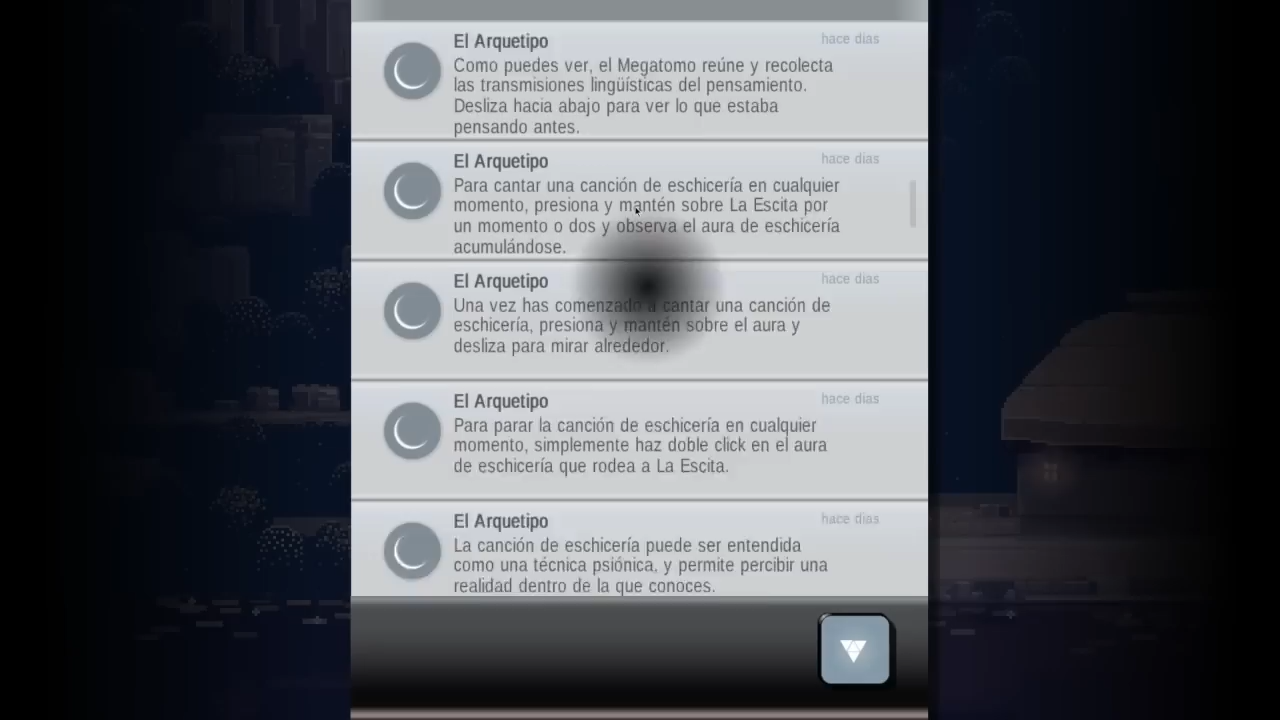 El Arquetipo
hace dias
Como puedes ver, el Megatomo reúne y recolecta
las transmisiones lingüísticas del pensamiento.
Desliza hacia abajo para ver lo que estaba
pensando antes.
El Arquetipo
hace dias
Para cantar una canción de eschicería en cualquier
momento, presiona y mantén sobre La Escita por
un momento o dos y observa el aura de eschicería
acumulándose.
El Arquetipo
hace dias
Una vez has comenzado a cantar una canción de
eschicería, presiona y mantén sobre el aura y
desliza para mirar alrededor.
El Arquetipo
hace dias
Para parar la canción de eschicería en cualquier
momento, simplemente haz doble click en el aura
de eschicería que rodea a La Escita.
El Arquetipo
hace dias
La canción de eschicería puede ser entendida
como una técnica psiónica, y permite percibir una
realidad dentro de la que conoces.